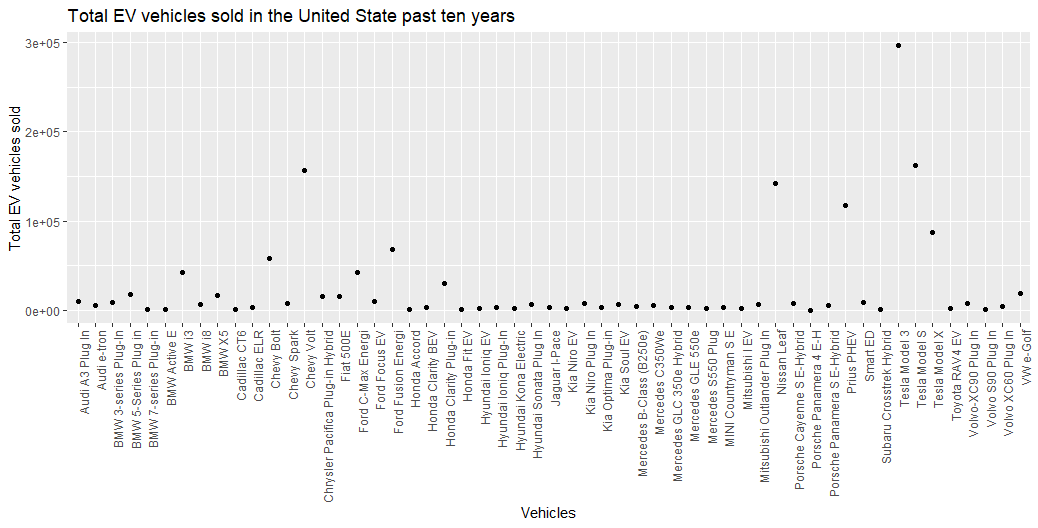 Total EV vehicles sold in the United State past ten years
Total EV vehicles sold
3e+05
2e+05
1e+05
0e+00
Audi A3 Plug In
Audi e-tron
BMW 3-series Plug-In
BMW 5-Series Plug in
BMW 7-series Plug-in
BMW Active E
BMW i3
BMW i8
BMW X5
Cadillac CT6
Cadillac ELR
Chevy Bolt
Chevy Spark
Chevy Volt
Chrysler Pacifica Plug-in Hybrid
Fiat 500E
Ford C-Max Energi
Ford Focus EV
Ford Fusion Energi
Honda Accord
Honda Clarity BEV
Honda Clarity Plug-in
Honda Fit EV
Hyundai Ioniq EV
Hyundai Ioniq Plug-In
Hyundai Kona Electric
Hyundai Sonata Plug In
Jaguar I-Pace
Kia Niro EV
Kia Niro Plug In
Kia Optima Plug-in
Kia Soul EV
Mercedes B-Class (B250e)
Mercedes C350We
Mercedes GLC 350e Hybrid
Mercedes GLE 550e
Mercedes S550 Plug
MINI Countryman S E
Mitsubishi I EV
Mitsubishi Outlander Plug In
Nissan Leaf
Porsche Cayenne S E-Hybrid
Porsche Panamera 4 E-H
Porsche Panamera S E-Hybrid
Prius PHEV
Smart ED
Subaru Crosstrek Hybrid
Tesla Model 3
Tesla Model S
Tesla Model X
Toyota RAV4 EV
Volvo-XC90 Plug In
Volvo S90 Plug In
Volvo XC60 Plug In
VW e-Golf
Vehicles